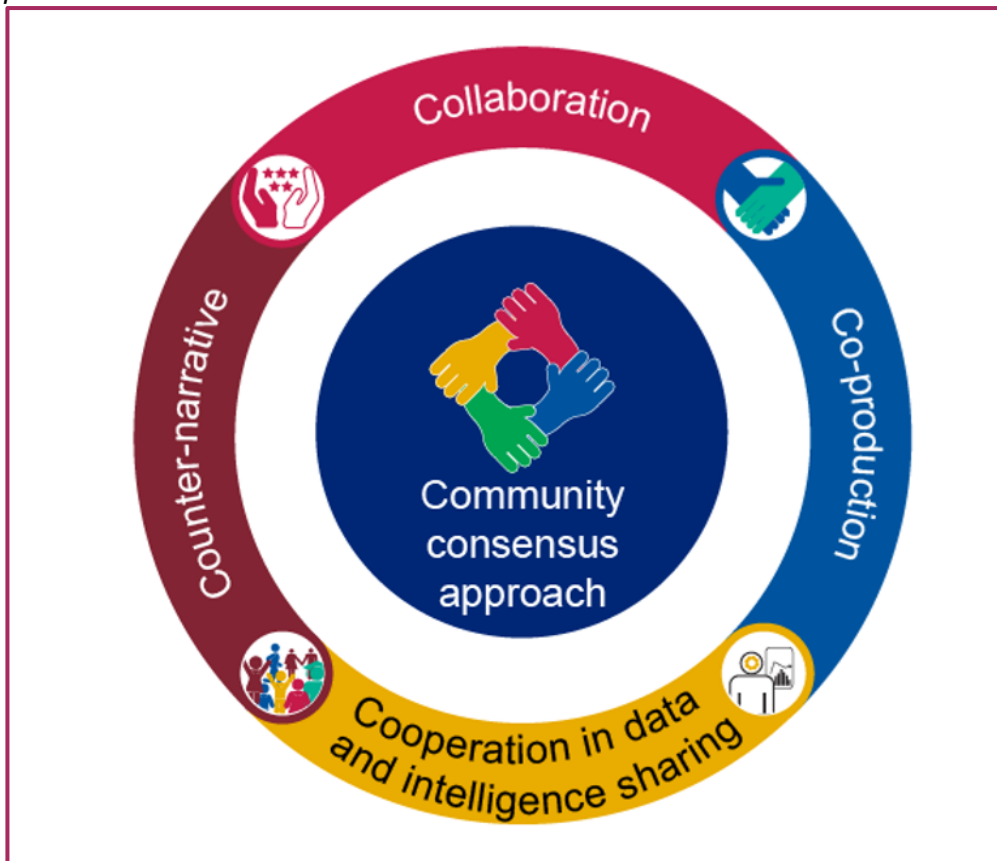 Collaboration
Co-production
Cooperation in data
and intelligence sharing
Counter-narrative
Community
consensus
approach